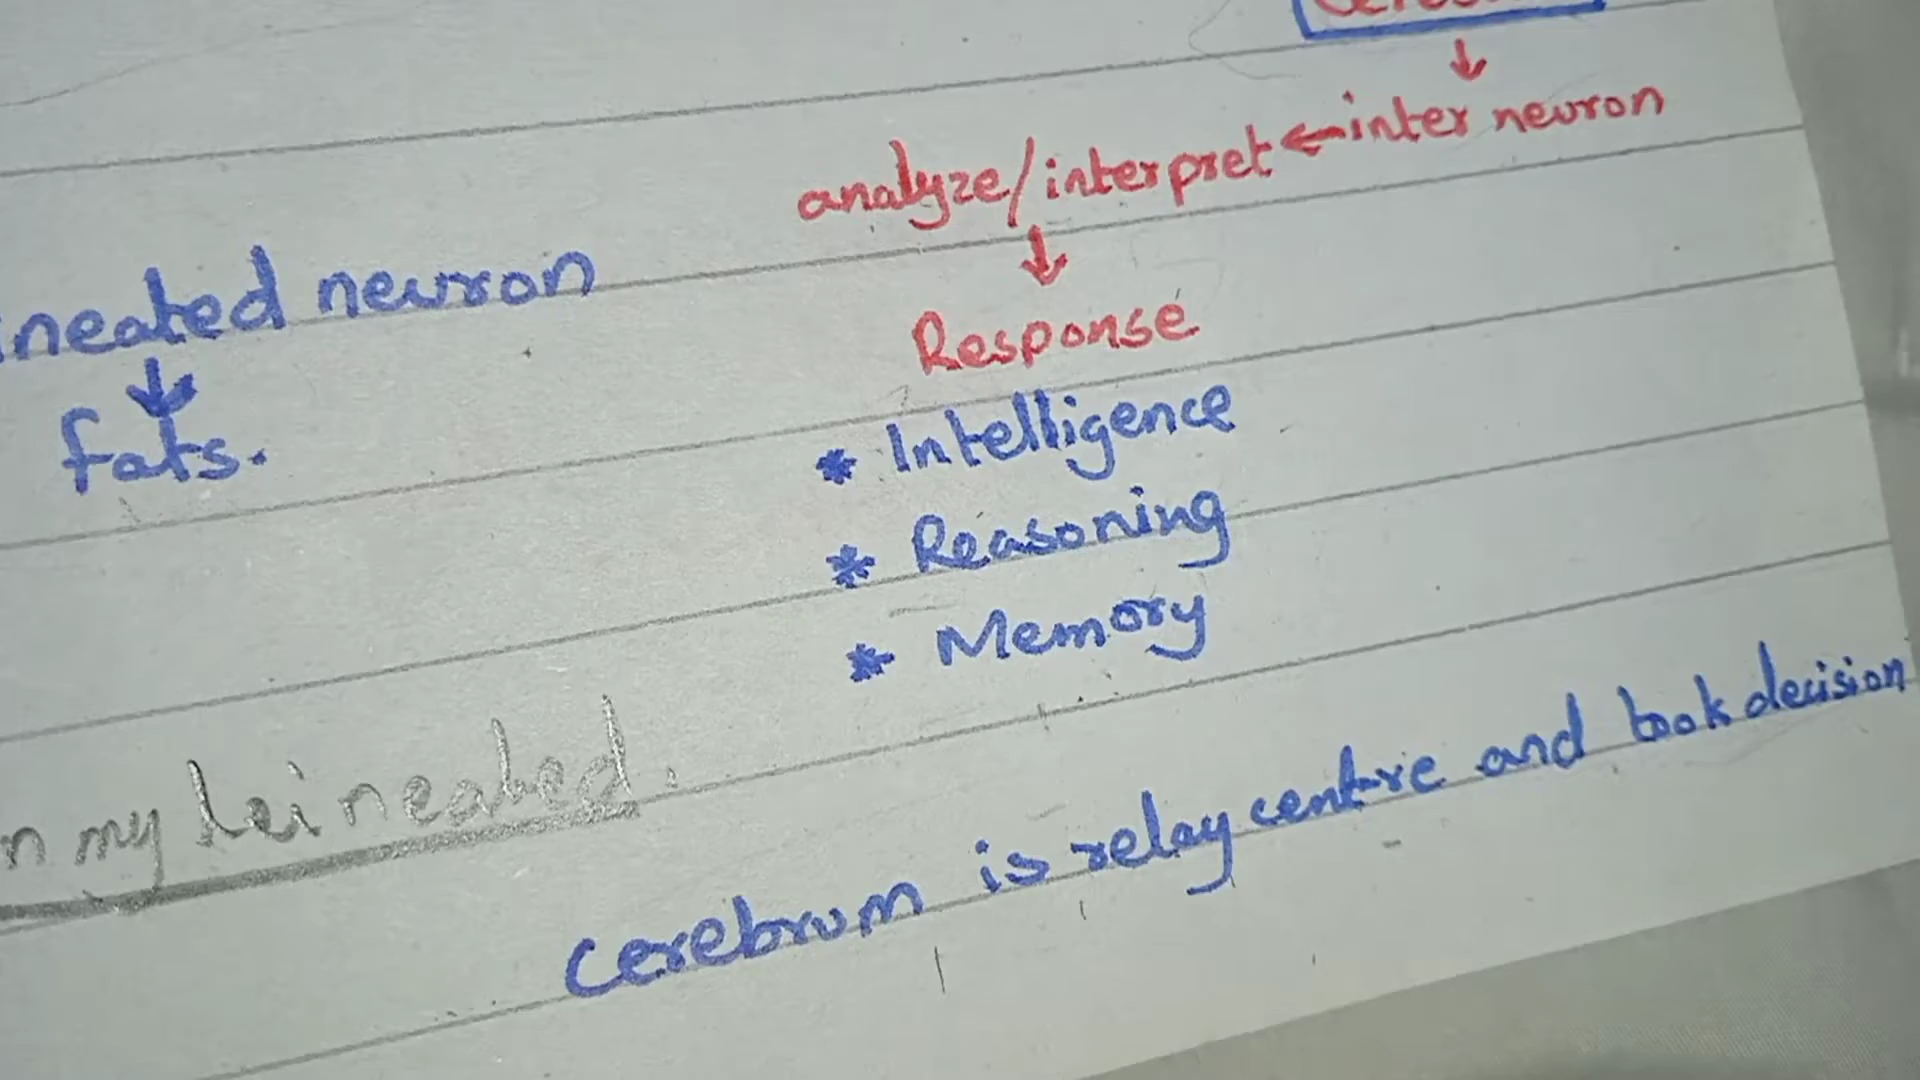 inter neuron
analyze/interpret ←
↓
Response
* Intelligence
* Reasoning
* Memory
neuron
↓
fats.
my leineated.
cerebrum is relay centre and took decision